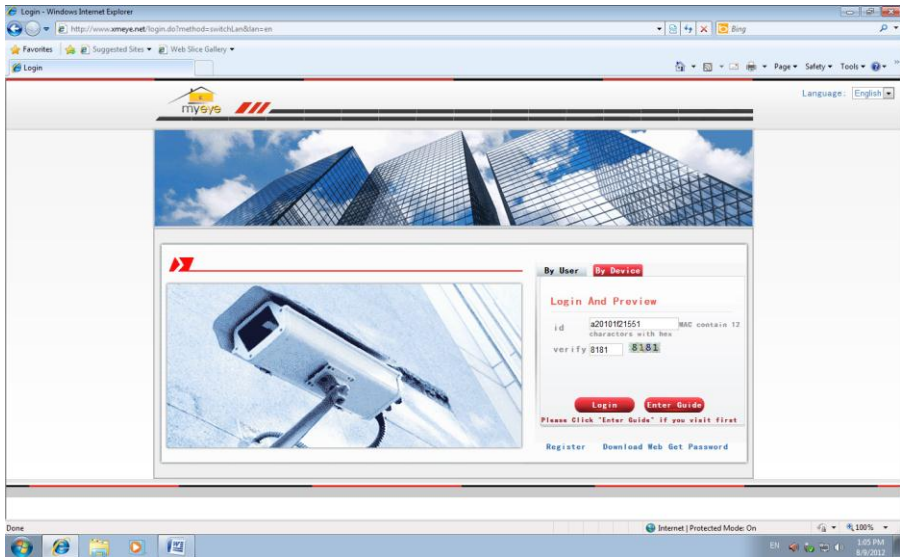 Login - Windows Internet Explorer
http://www.xmeye.net/login.do?method=switchLen&lan=en
Bing
Favorites Suggested Sites Web Slice Gallery
Login
Page Safety Tools
Language: English
myeye
By User By Device
Login And Preview
id a20101f21551 MAC contain 12
characters with hex
verify 8181 8181
Login Enter Guide
Please Click "Enter Guide" if you visit first
Register Download Web Get Password
Done Internet | Protected Mode: On 100%
EN 1:05 PM
8/9/2012